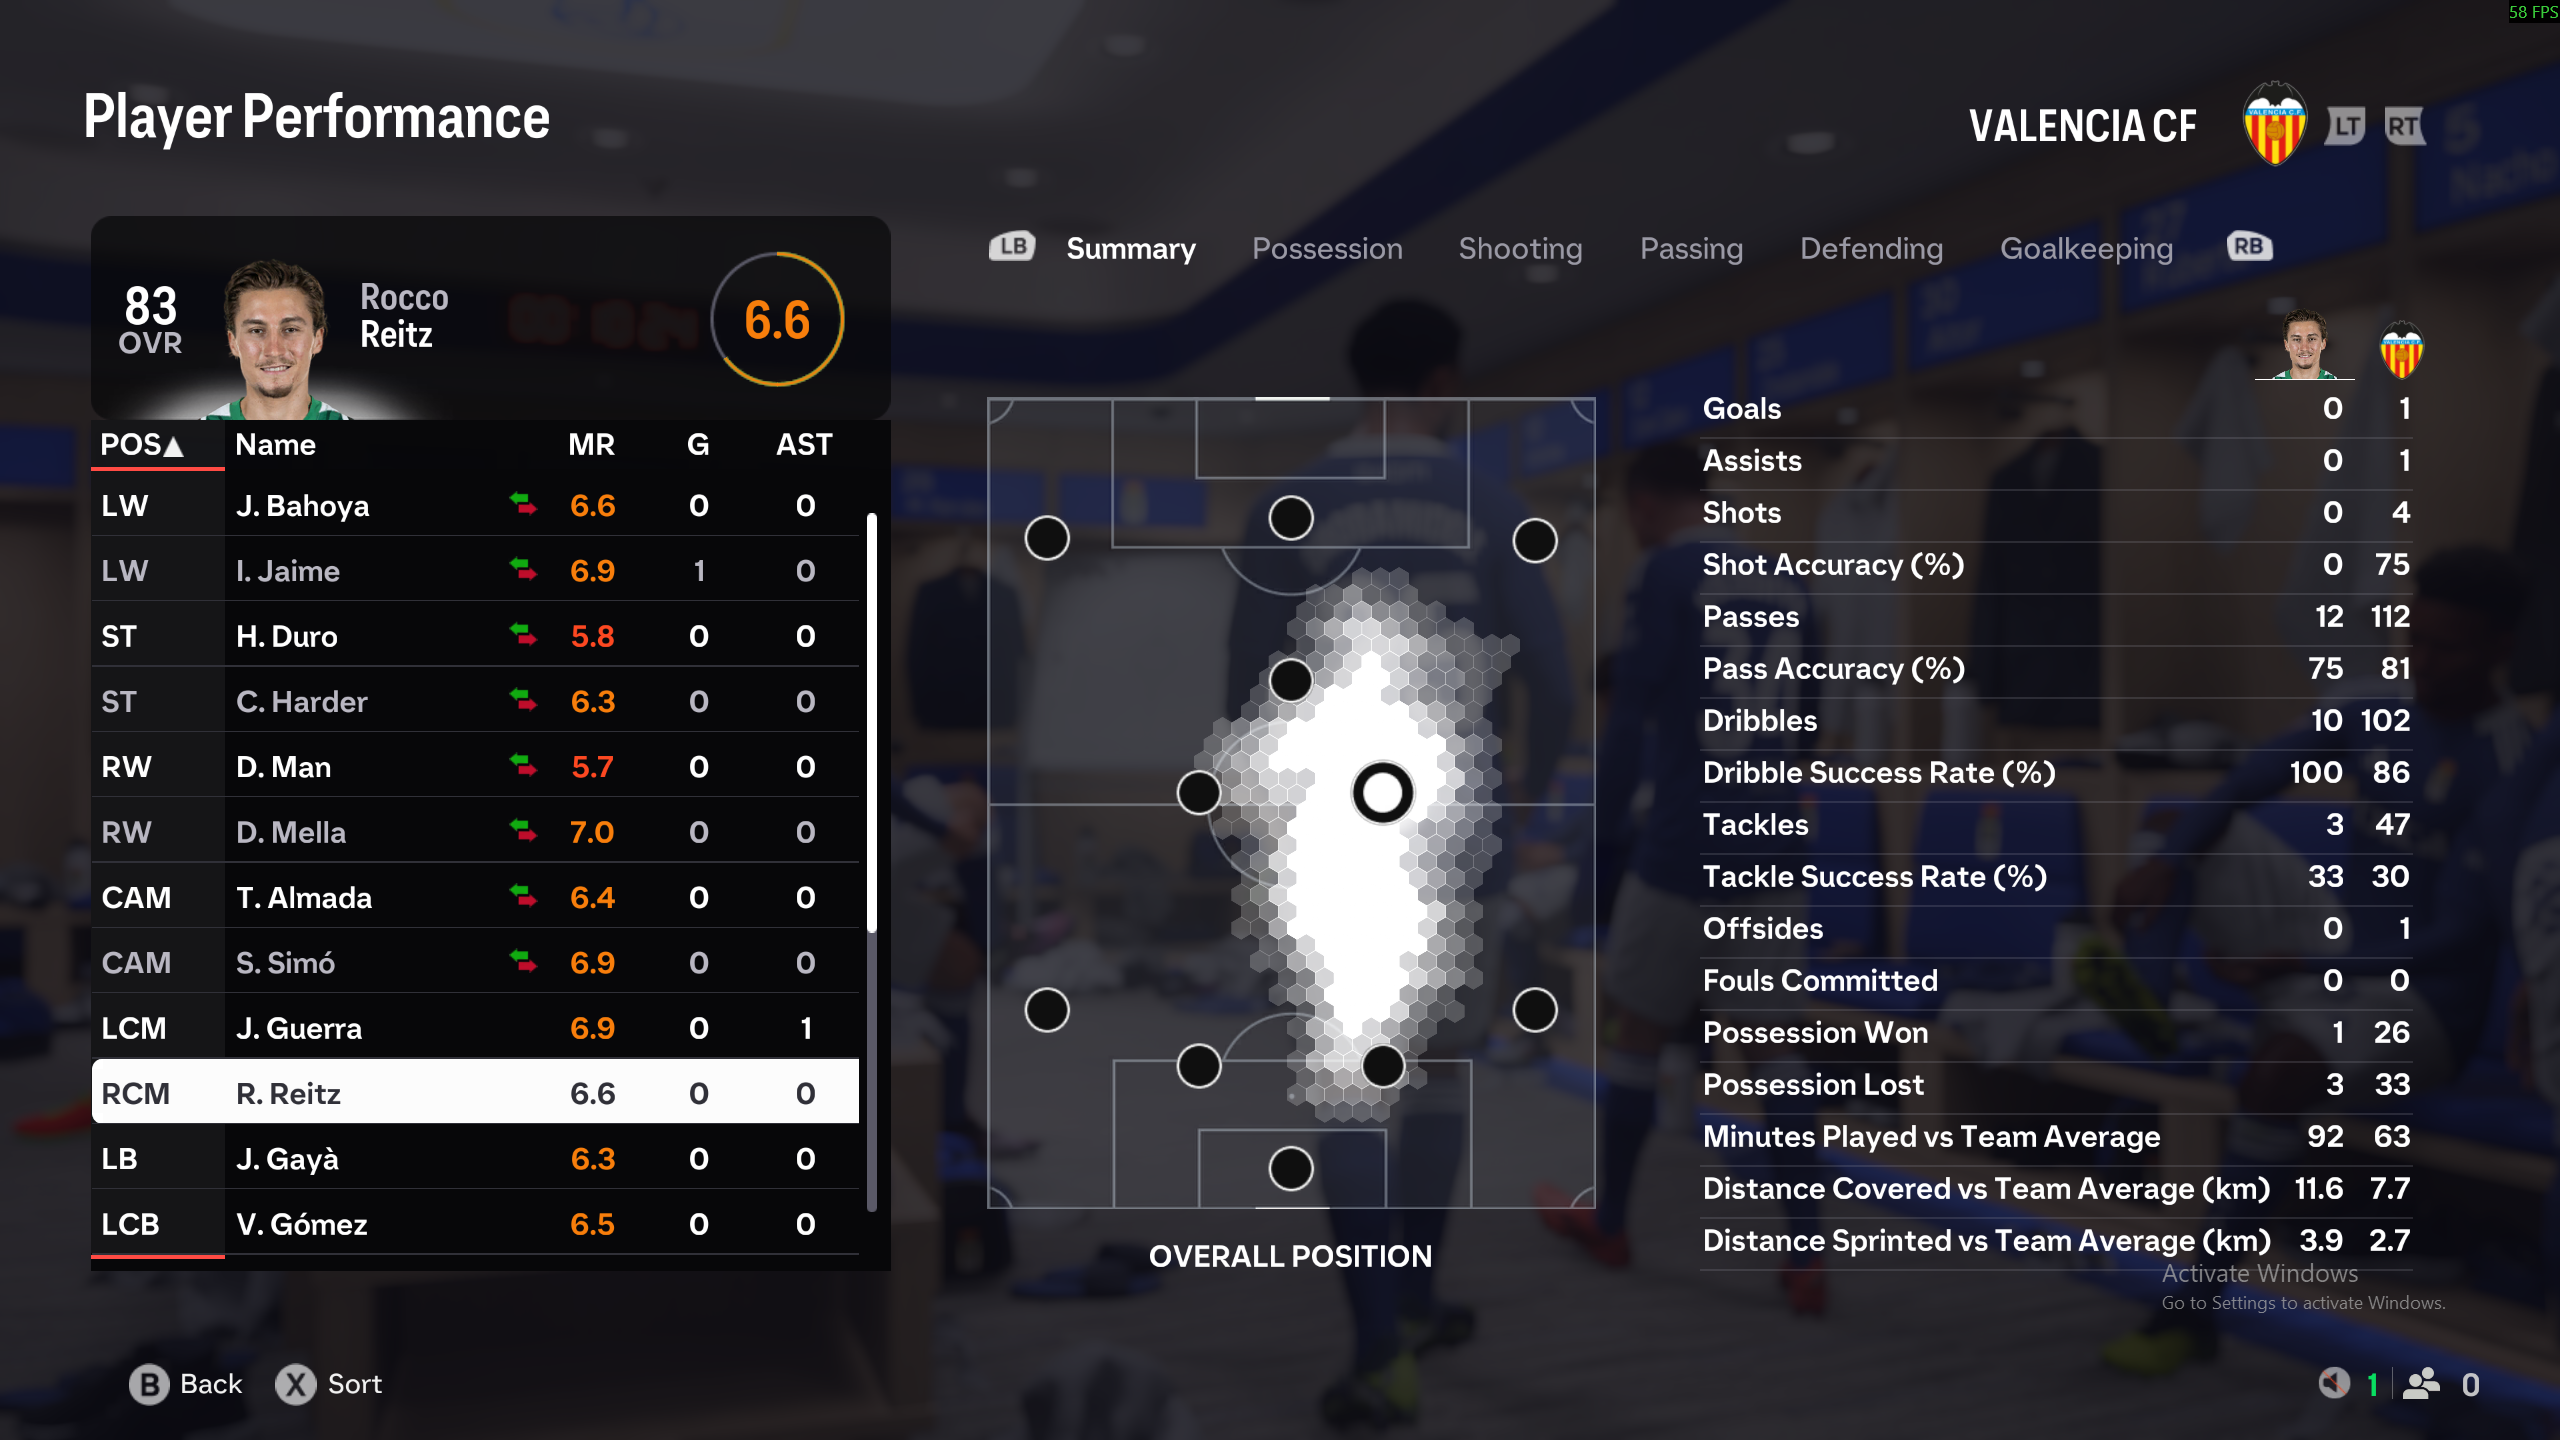 58 FPS
Player Performance
VALENCIA CF
LT RT
83
OVR
Rocco
Reitz
6.6
LB Summary Possession Shooting Passing Defending Goalkeeping RB
POS▲ Name MR G AST
LW J. Bahoya 6.6 0 0
LW I. Jaime 6.9 1 0
ST H. Duro 5.8 0 0
ST C. Harder 6.3 0 0
RW D. Man 5.7 0 0
RW D. Mella 7.0 0 0
CAM T. Almada 6.4 0 0
CAM S. Simó 6.9 0 0
LCM J. Guerra 6.9 0 1
RCM R. Reitz 6.6 0 0
LB J. Gayà 6.3 0 0
LCB V. Gómez 6.5 0 0
OVERALL POSITION
Goals 0 1
Assists 0 1
Shots 0 4
Shot Accuracy (%) 0 75
Passes 12 112
Pass Accuracy (%) 75 81
Dribbles 10 102
Dribble Success Rate (%) 100 86
Tackles 3 47
Tackle Success Rate (%) 33 30
Offsides 0 1
Fouls Committed 0 0
Possession Won 1 26
Possession Lost 3 33
Minutes Played vs Team Average 92 63
Distance Covered vs Team Average (km) 11.6 7.7
Distance Sprinted vs Team Average (km) 3.9 2.7
Activate Windows
Go to Settings to activate Windows.
B Back X Sort
1 0